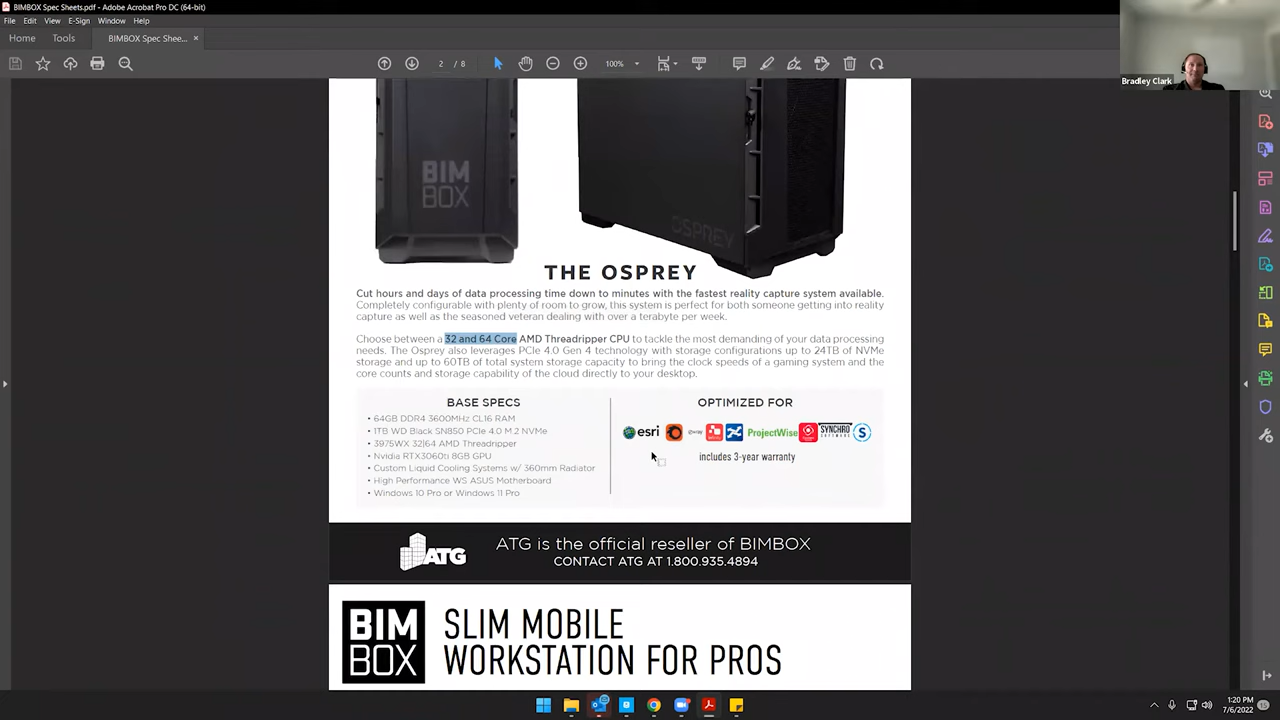 BIMBOX Spec Sheets.pdf - Adobe Acrobat Pro DC (64-bit)
File Edit View E-Sign Window Help
Home Tools BIMBOX Spec Shee... ×
2 / 8 100%
Bradley Clark
BIM
BOX
OSPREY
THE OSPREY
Cut hours and days of data processing time down to minutes with the fastest reality capture system available.
Completely configurable with plenty of room to grow, this system is perfect for both someone getting into reality
capture as well as the seasoned veteran dealing with over a terabyte per week.
Choose between a 32 and 64 Core AMD Threadripper CPU to tackle the most demanding of your data processing
needs. The Osprey also leverages PCIe 4.0 Gen 4 technology with storage configurations up to 24TB of NVMe
storage and up to 60TB of total system storage capacity to bring the clock speeds of a gaming system and the
core counts and storage capability of the cloud directly to your desktop.
BASE SPECS
• 64GB DDR4 3600MHz CL16 RAM
• 1TB WD Black SN850 PCIe 4.0 M.2 NVMe
• 3975WX 32|64 AMD Threadripper
• Nvidia RTX3060ti 8GB GPU
• Custom Liquid Cooling Systems w/ 360mm Radiator
• High Performance WS ASUS Motherboard
• Windows 10 Pro or Windows 11 Pro
OPTIMIZED FOR
esri ProjectWise SYNCHRO S
includes 3-year warranty
ATG
ATG is the official reseller of BIMBOX
CONTACT ATG AT 1.800.935.4894
BIM
BOX
SLIM MOBILE
WORKSTATION FOR PROS
1:20 PM
7/6/2022